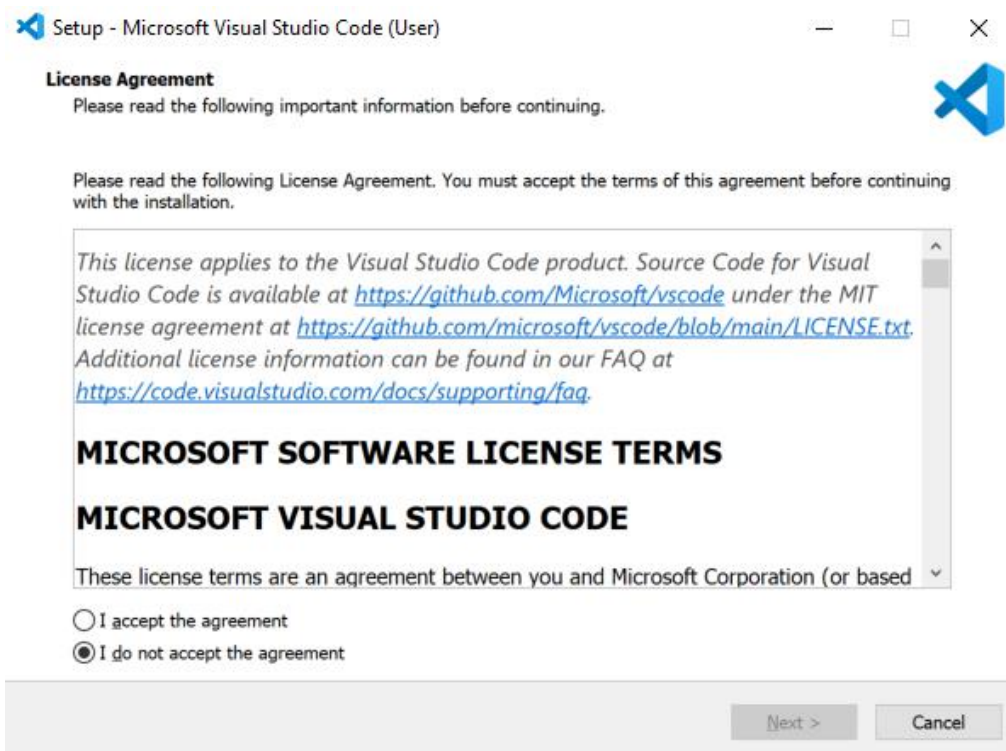 Setup - Microsoft Visual Studio Code (User)
License Agreement
Please read the following important information before continuing.
Please read the following License Agreement. You must accept the terms of this agreement before continuing
with the installation.
This license applies to the Visual Studio Code product. Source Code for Visual
Studio Code is available at https://github.com/Microsoft/vscode under the MIT
license agreement at https://github.com/microsoft/vscode/blob/main/LICENSE.txt.
Additional license information can be found in our FAQ at
https://code.visualstudio.com/docs/supporting/faq.
MICROSOFT SOFTWARE LICENSE TERMS
MICROSOFT VISUAL STUDIO CODE
These license terms are an agreement between you and Microsoft Corporation (or based
I accept the agreement
I do not accept the agreement
Next >
Cancel